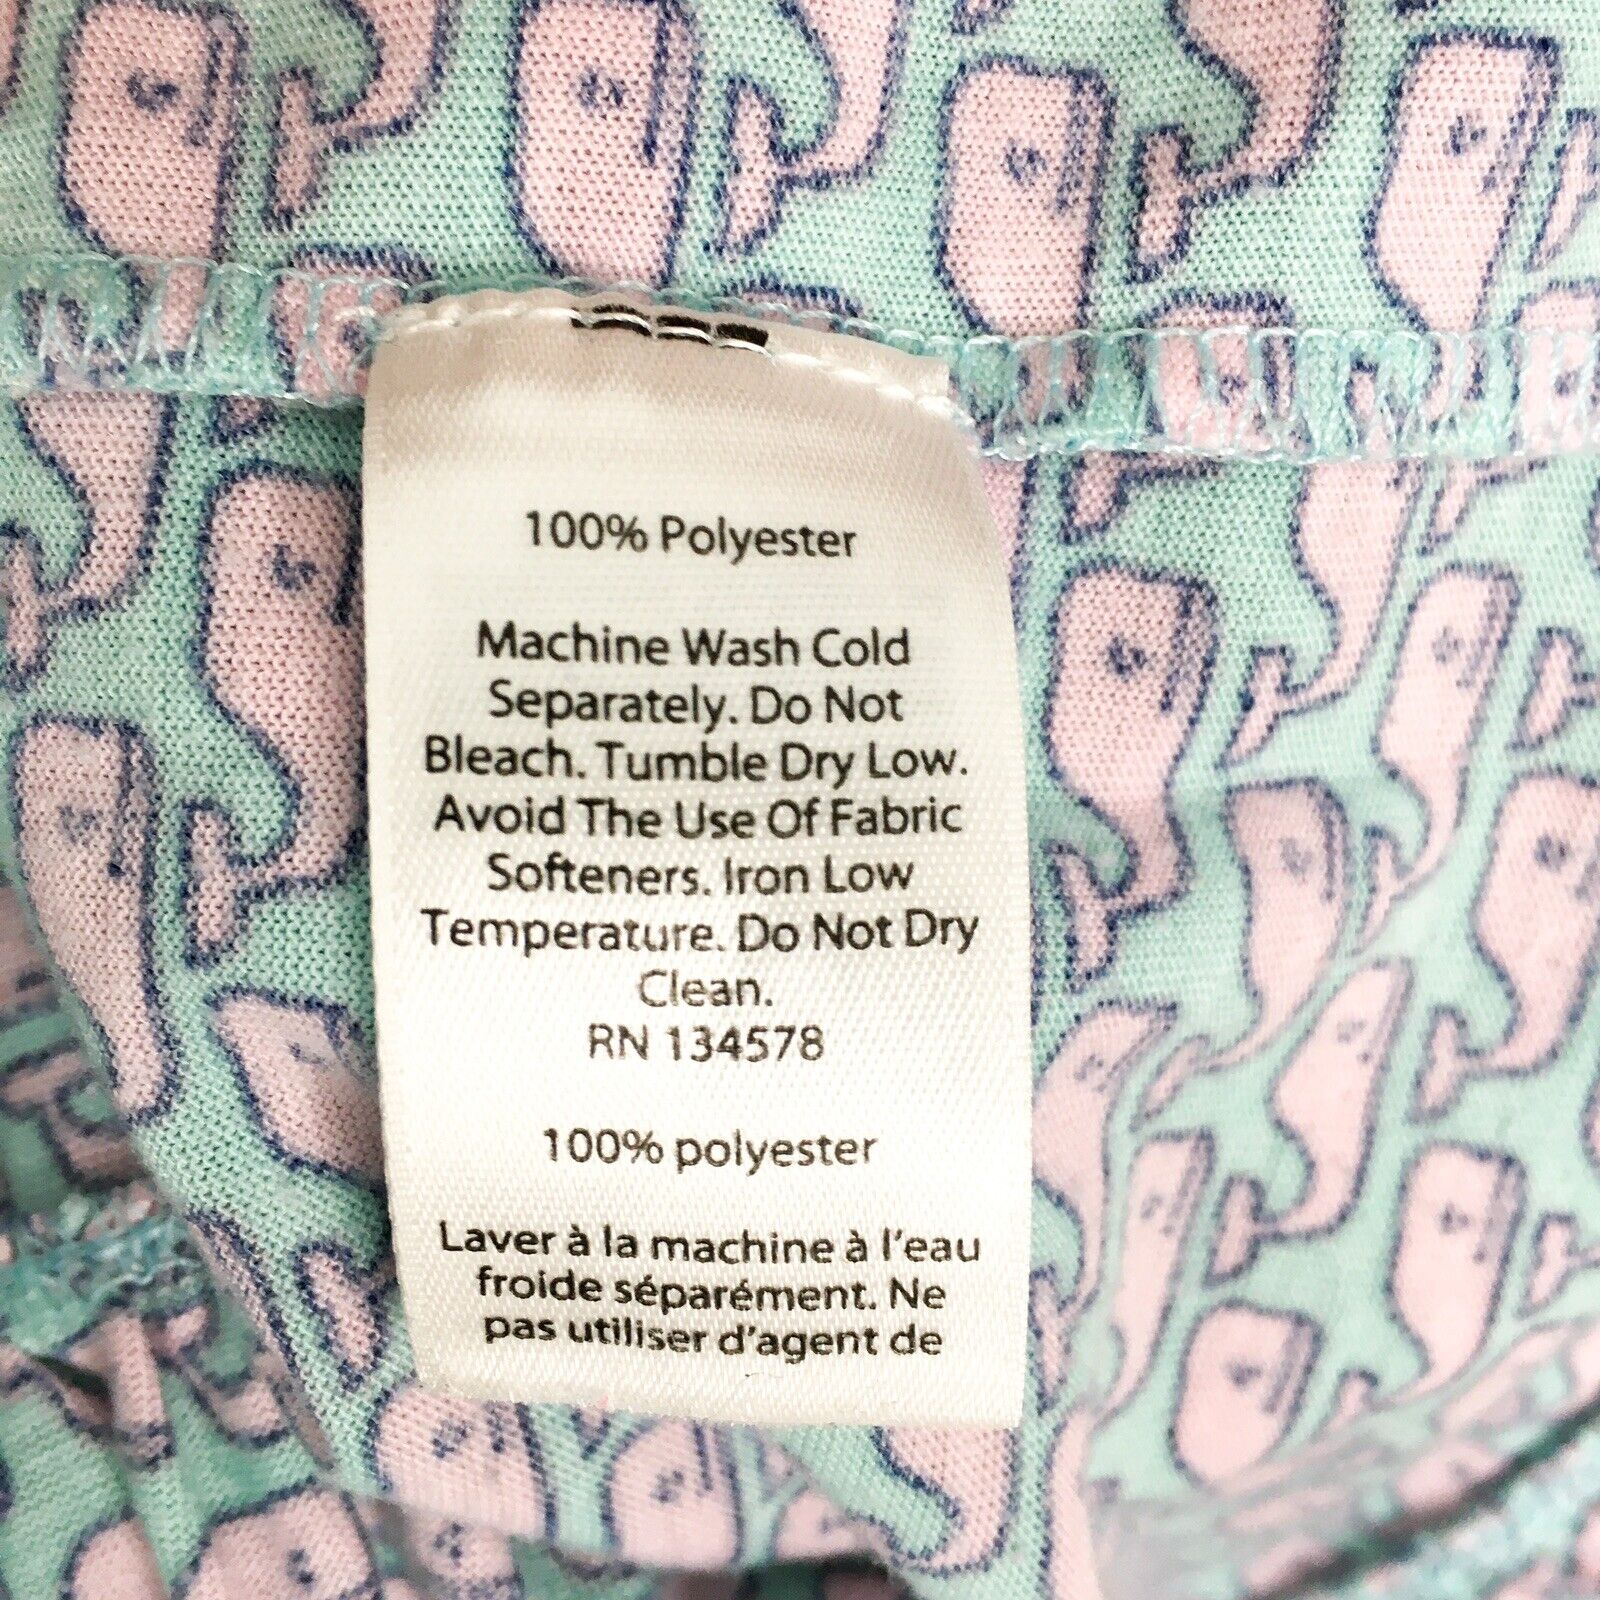 100% Polyester
Machine Wash Cold
Separately. Do Not
Bleach. Tumble Dry Low.
Avoid The Use Of Fabric
Softeners. Iron Low
Temperature. Do Not Dry
Clean.
RN 134578
100% polyester
Laver à la machine à l'eau
froide séparément. Ne
pas utiliser d'agent de